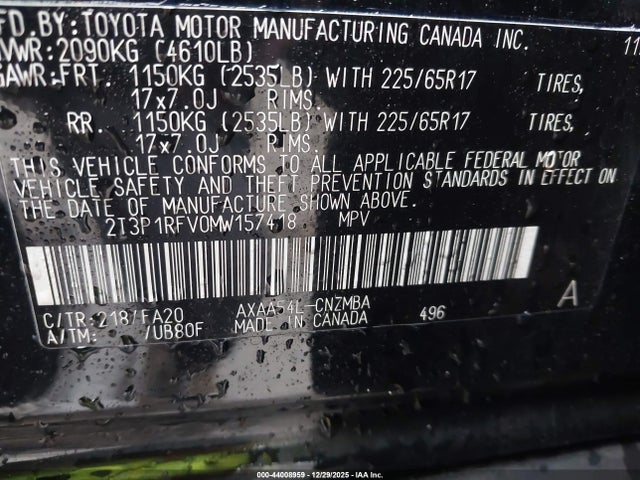 FD.BY:TOYOTA MOTOR MANUFACTURING CANADA INC. 11
VWR:2090KG (4610LB)
GAWR:FRT. 1150KG (2535LB) WITH 225/65R17 TIRES,
17x7.0J RIMS.
RR. 1150KG (2535LB) WITH 225/65R17 TIRES,
17x7.0J RIMS.
THIS VEHICLE CONFORMS TO ALL APPLICABLE FEDERAL MOTOR
VEHICLE SAFETY AND THEFT PREVENTION STANDARDS IN EFFECT ON
THE DATE OF MANUFACTURE SHOWN ABOVE.
2T3P1RFV0MW157418 MPV
C/TR:218/FA20 AXAA54L-CNZMBA A
A/TM: /UB80F MADE IN CANADA 496
000-44008959 — 12/29/2025 — IAA Inc.